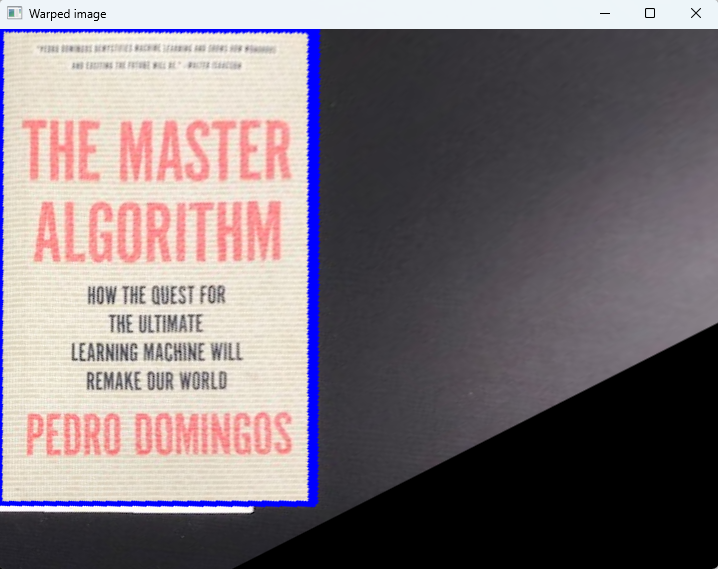 Warped image
"PEDRO DOMINGOS DEMYSTIFIES MACHINE LEARNING AND SHOWS HOW WONDROUS
AND EXCITING THE FUTURE WILL BE." —WALTER ISAACSON
THE MASTER
ALGORITHM
HOW THE QUEST FOR
THE ULTIMATE
LEARNING MACHINE WILL
REMAKE OUR WORLD
PEDRO DOMINGOS